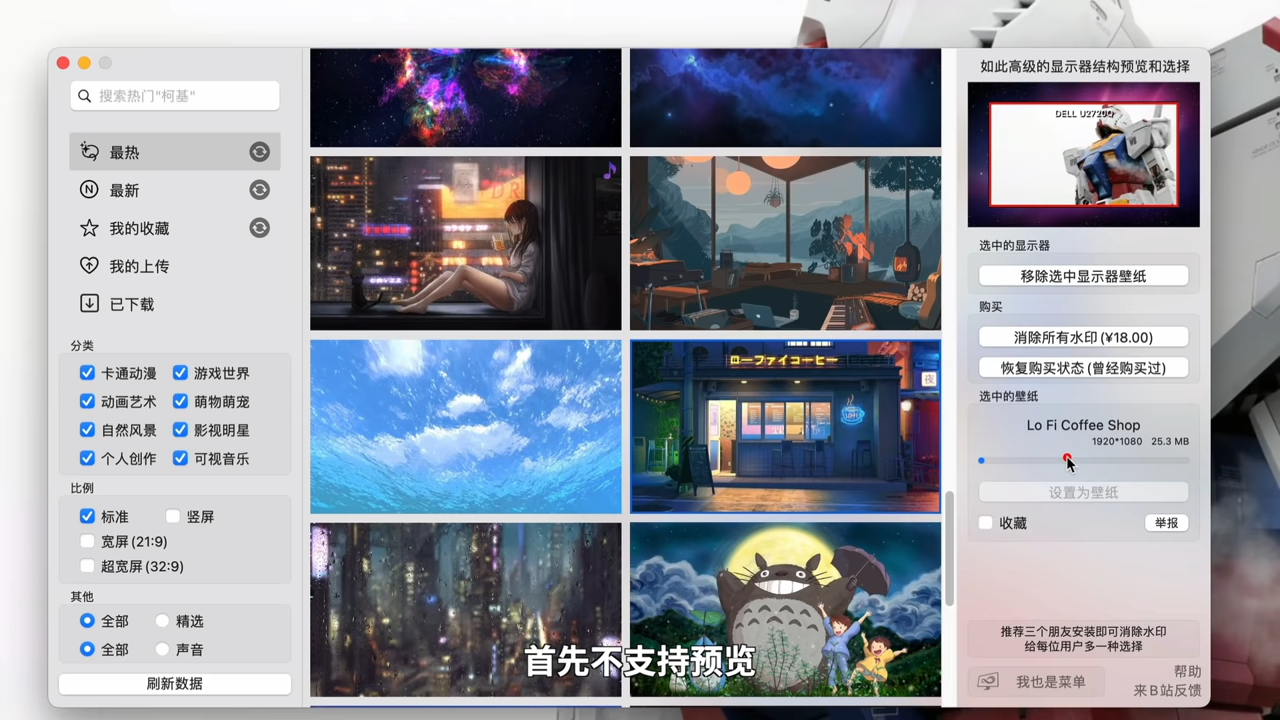 搜索热门"柯基"
最热
最新
我的收藏
我的上传
已下载
分类
卡通动漫 游戏世界
动画艺术 萌物萌宠
自然风景 影视明星
个人创作 可视音乐
比例
标准 竖屏
宽屏(21:9)
超宽屏(32:9)
其他
全部 精选
全部 声音
刷新数据
ローファイコーヒー
夜
首先不支持预览
如此高级的显示器结构预览和选择
DELL U2720Q
选中的显示器
移除选中显示器壁纸
购买
消除所有水印(¥18.00)
恢复购买状态(曾经购买过)
选中的壁纸
Lo Fi Coffee Shop
1920*1080 25.3 MB
设置为壁纸
收藏 举报
推荐三个朋友安装即可消除水印
给每位用户多一种选择
我也是菜单
帮助
来B站反馈